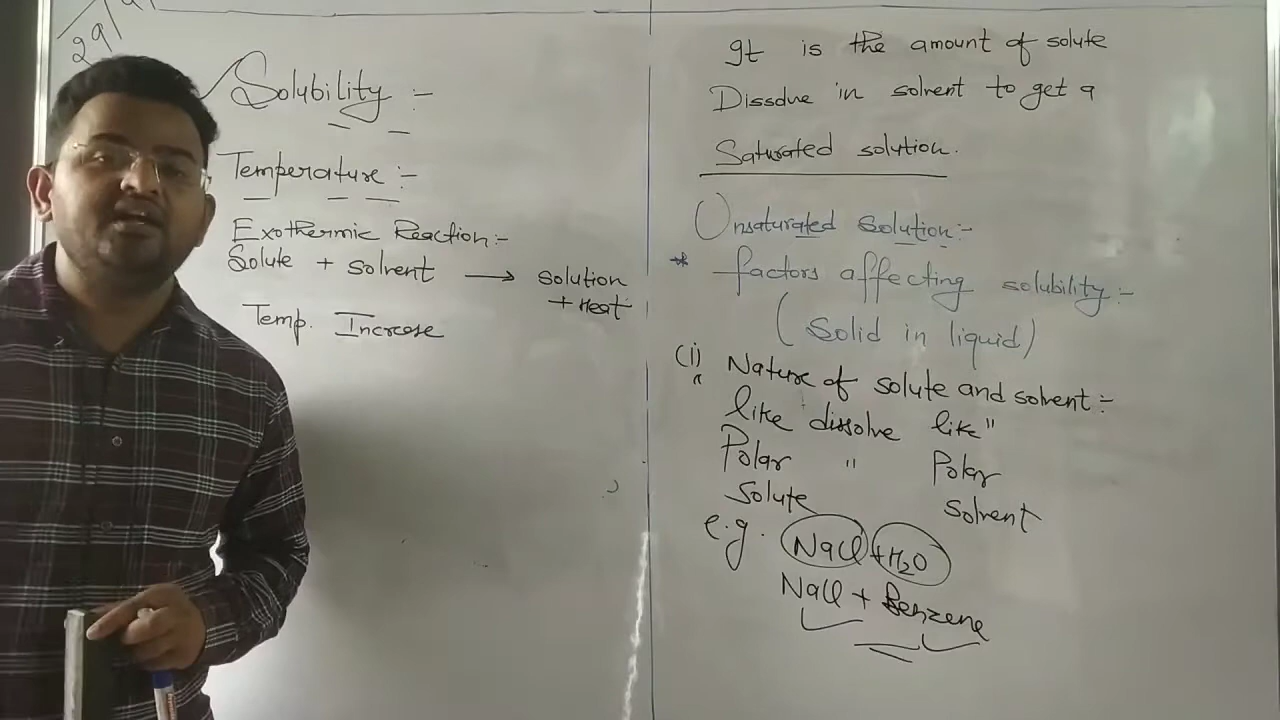 29
Solubility :-
Temperature :-
Exothermic Reaction:-
Solute + solvent → solution
+ Heat
Temp. Increase
It is the amount of solute
Dissolve in solvent to get a
Saturated solution.
Unsaturated Solution:-
* factors affecting solubility:-
(Solid in liquid)
(i) Nature of solute and solvent:-
"like dissolve like"
Polar " Polar
Solute Solvent
e.g. NaCl + H₂O
NaCl + Benzene